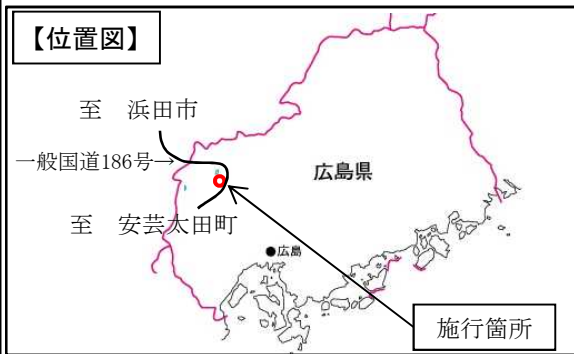 【位置図】
至　浜田市
一般国道186号→
広島県
至　安芸太田町
●広島
施行箇所